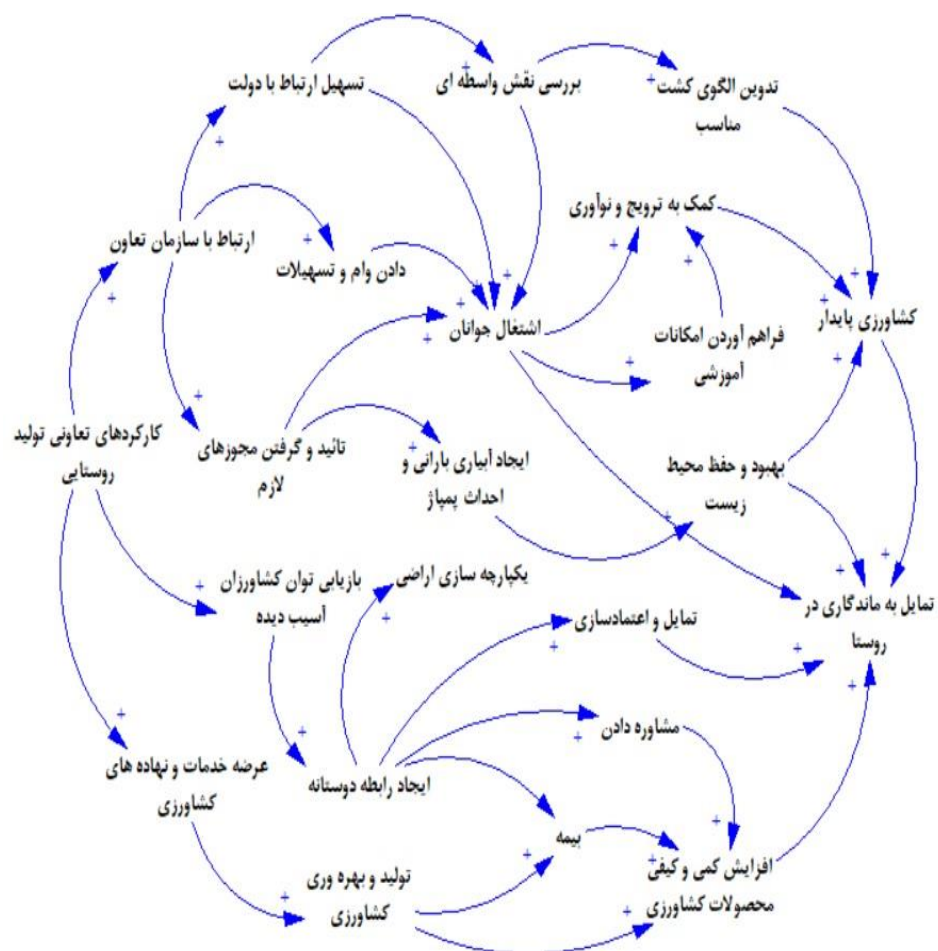 تسهیل ارتباط با دولت
بررسی نقش واسطه ای
تدوین الگوی کشت
مناسب
ارتباط با سازمان تعاون
دادن وام و تسهیلات
کمک به ترویج و نوآوری
اشتغال جوانان
فراهم آوردن امکانات
آموزشی
کشاورزی پایدار
کارکردهای تعاونی تولید
روستایی
تائید و گرفتن مجوزهای
لازم
ایجاد آبیاری بارانی و
احداث پمپاژ
بهبود و حفظ محیط
زیست
بازیابی توان کشاورزان
آسیب دیده
یکپارچه سازی اراضی
تمایل و اعتمادسازی
تمایل به ماندگاری در
روستا
مشاوره دادن
عرضه خدمات و نهاده های
کشاورزی
ایجاد رابطه دوستانه
بیمه
تولید و بهره وری
کشاورزی
افزایش کمی و کیفی
محصولات کشاورزی